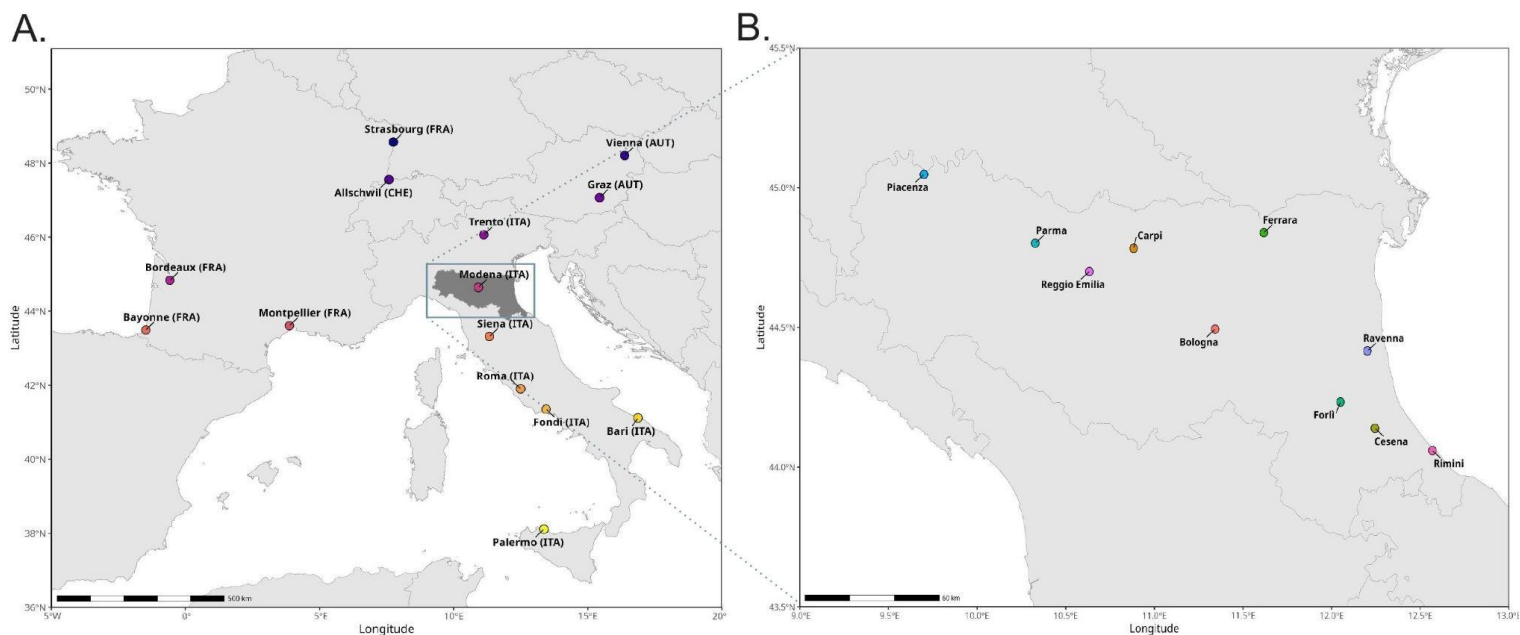 A.
B.
50°N
48°N
46°N
44°N
42°N
40°N
38°N
36°N
Latitude
Strasbourg (FRA)
Vienna (AUT)
Allschwil (CHE)
Graz (AUT)
Trento (ITA)
Bordeaux (FRA)
Modena (ITA)
Bayonne (FRA)
Montpellier (FRA)
Siena (ITA)
Roma (ITA)
Fondi (ITA)
Bari (ITA)
Palermo (ITA)
500 km
5°W
0°
5°E
10°E
15°E
20°E
Longitude
45.5°N
45.0°N
44.5°N
44.0°N
43.5°N
Latitude
Piacenza
Parma
Carpi
Ferrara
Reggio Emilia
Bologna
Ravenna
Forlì
Cesena
Rimini
60 km
9.0°E
9.5°E
10.0°E
10.5°E
11.0°E
11.5°E
12.0°E
12.5°E
13.0°E
Longitude